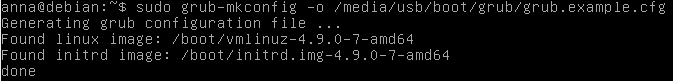 anna@debian:~$ sudo grub-mkconfig -o /media/usb/boot/grub/grub.example.cfg
Generating grub configuration file ...
Found linux image: /boot/vmlinuz-4.9.0-7-amd64
Found initrd image: /boot/initrd.img-4.9.0-7-amd64
done